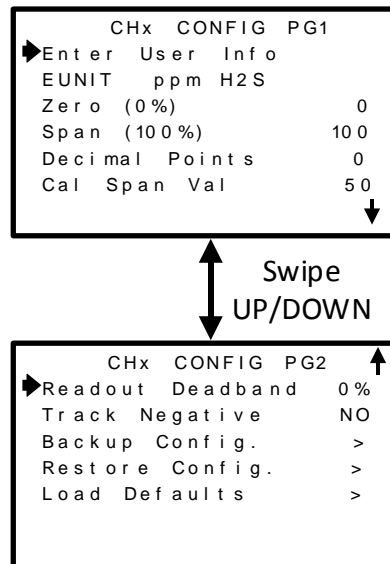 CHx CONFIG PG1
Enter User Info
EUNIT ppm H2S
Zero (0%) 0
Span (100%) 100
Decimal Points 0
Cal Span Val 50
Swipe
UP/DOWN
CHx CONFIG PG2
Readout Deadband 0%
Track Negative NO
Backup Config. >
Restore Config. >
Load Defaults >